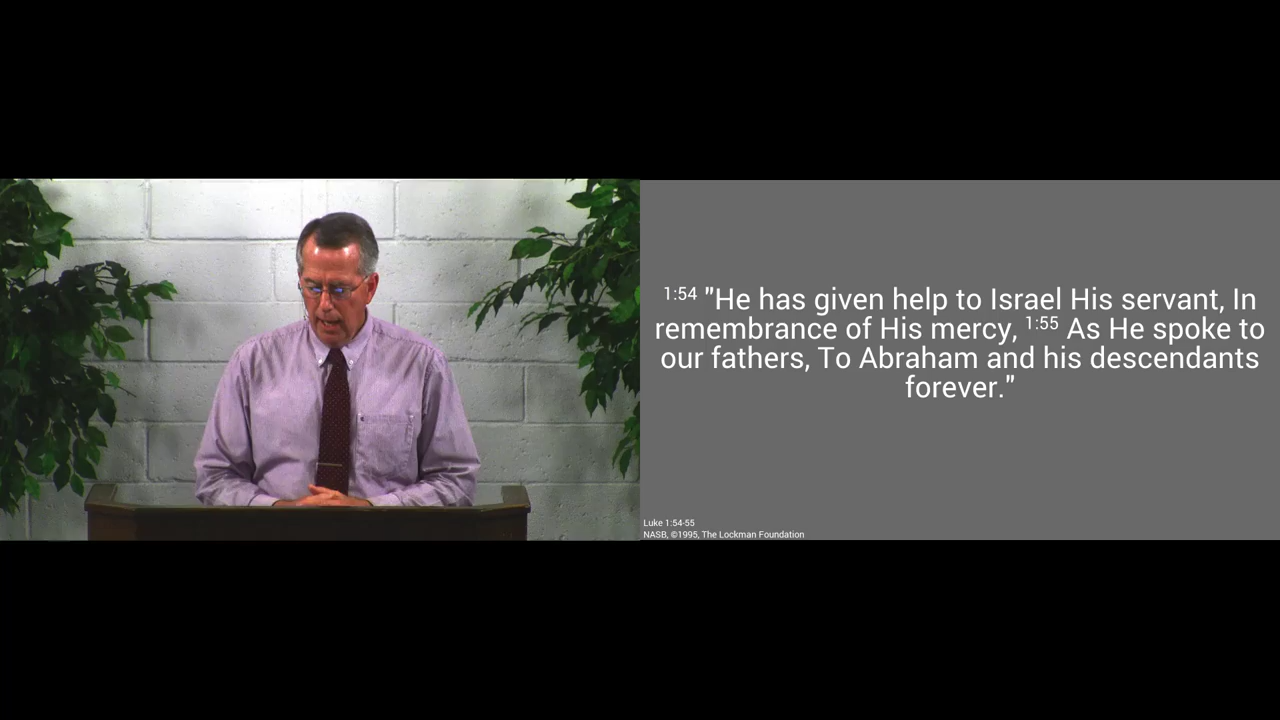 1:54 "He has given help to Israel His servant, In
remembrance of His mercy, 1:55 As He spoke to
our fathers, To Abraham and his descendants
forever."
Luke 1:54-55
NASB, ©1995, The Lockman Foundation